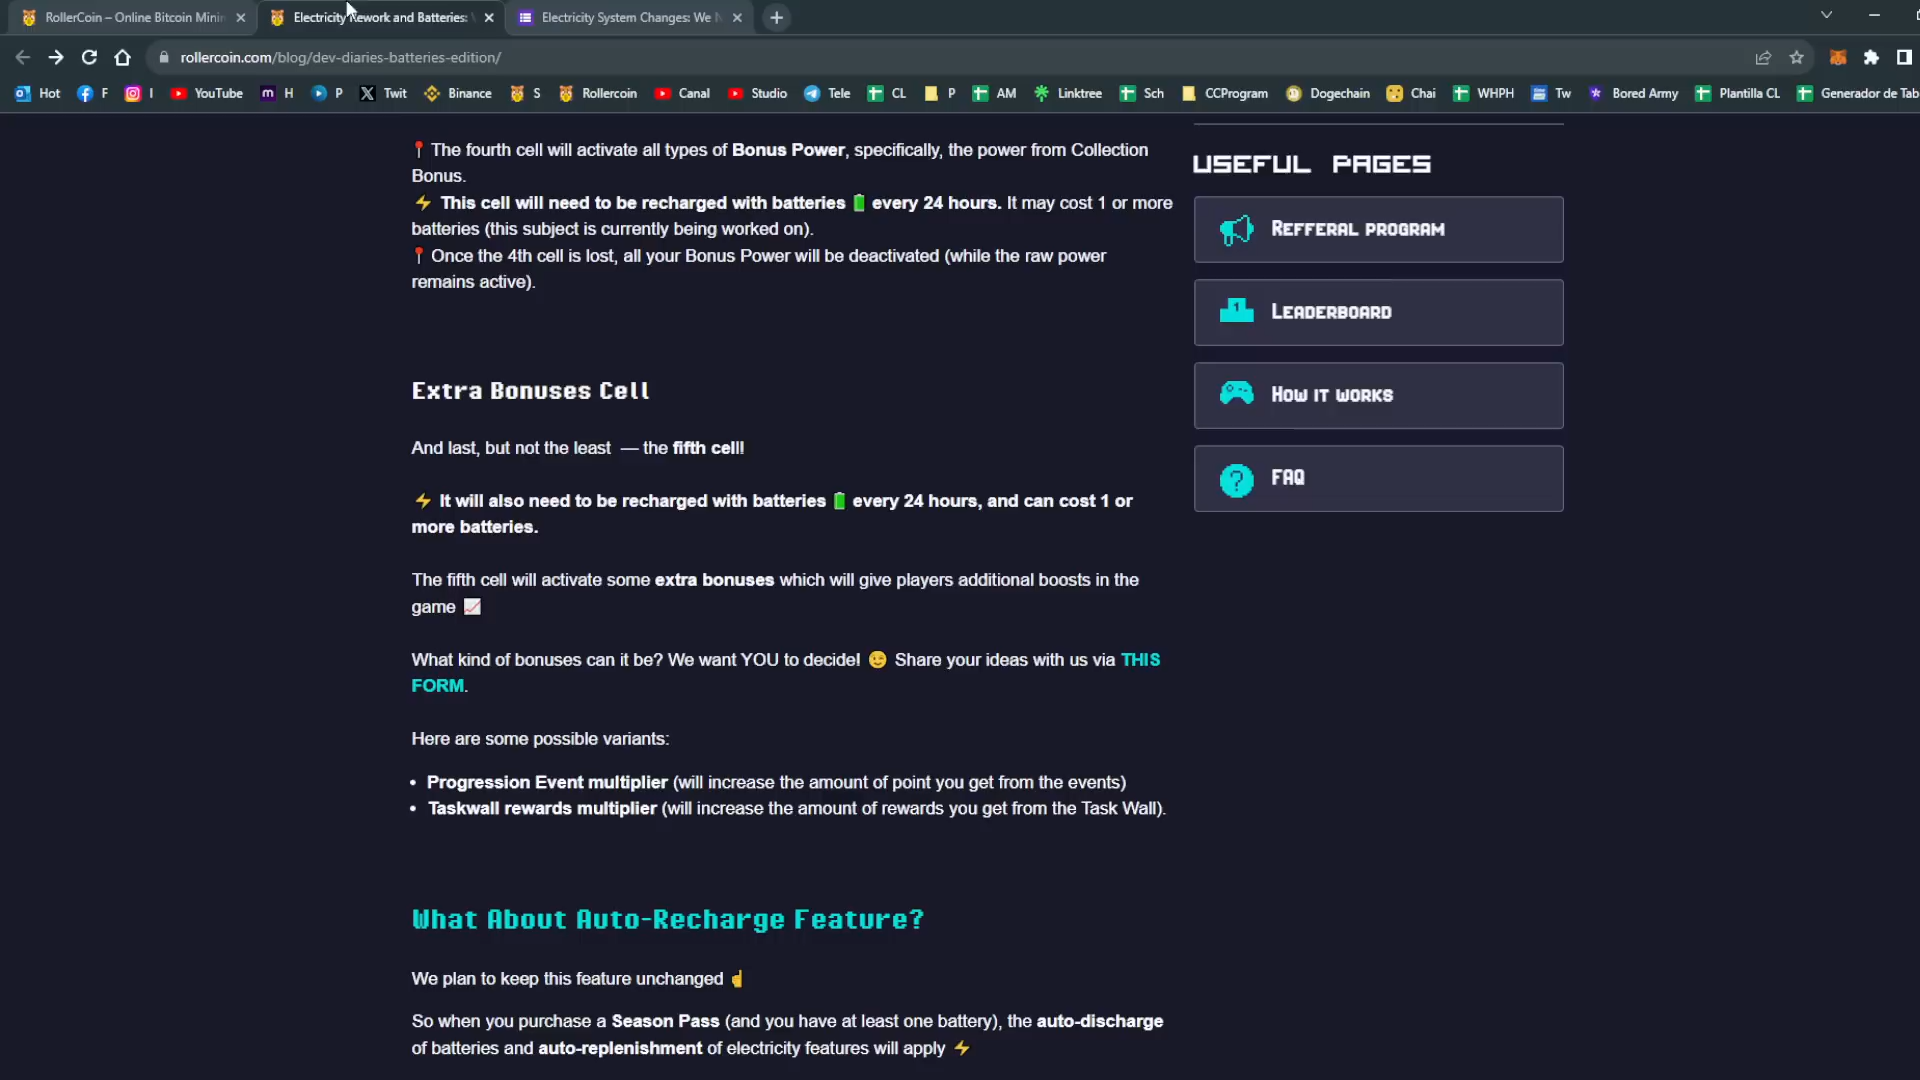 RollerCoin – Online Bitcoin Minin
Electricity Rework and Batteries:
Electricity System Changes: We N
rollercoin.com/blog/dev-diaries-batteries-edition/
Hot
F
I
YouTube
H
P
Twit
Binance
S
Rollercoin
Canal
Studio
Tele
CL
P
AM
Linktree
Sch
CCProgram
Dogechain
Chai
WHPH
Tw
Bored Army
Plantilla CL
Generador de Tab
The fourth cell will activate all types of Bonus Power, specifically, the power from Collection
Bonus.
⚡ This cell will need to be recharged with batteries 🔋 every 24 hours. It may cost 1 or more
batteries (this subject is currently being worked on).
Once the 4th cell is lost, all your Bonus Power will be deactivated (while the raw power
remains active).
Extra Bonuses Cell
And last, but not the least — the fifth cell!
⚡ It will also need to be recharged with batteries 🔋 every 24 hours, and can cost 1 or
more batteries.
The fifth cell will activate some extra bonuses which will give players additional boosts in the
game 📈
What kind of bonuses can it be? We want YOU to decide! 😉 Share your ideas with us via THIS
FORM.
Here are some possible variants:
• Progression Event multiplier (will increase the amount of point you get from the events)
• Taskwall rewards multiplier (will increase the amount of rewards you get from the Task Wall).
What About Auto-Recharge Feature?
We plan to keep this feature unchanged ☝
So when you purchase a Season Pass (and you have at least one battery), the auto-discharge
of batteries and auto-replenishment of electricity features will apply ⚡
USEFUL PAGES
REFFERAL PROGRAM
1
LEADERBOARD
HOW IT WORKS
?
FAQ